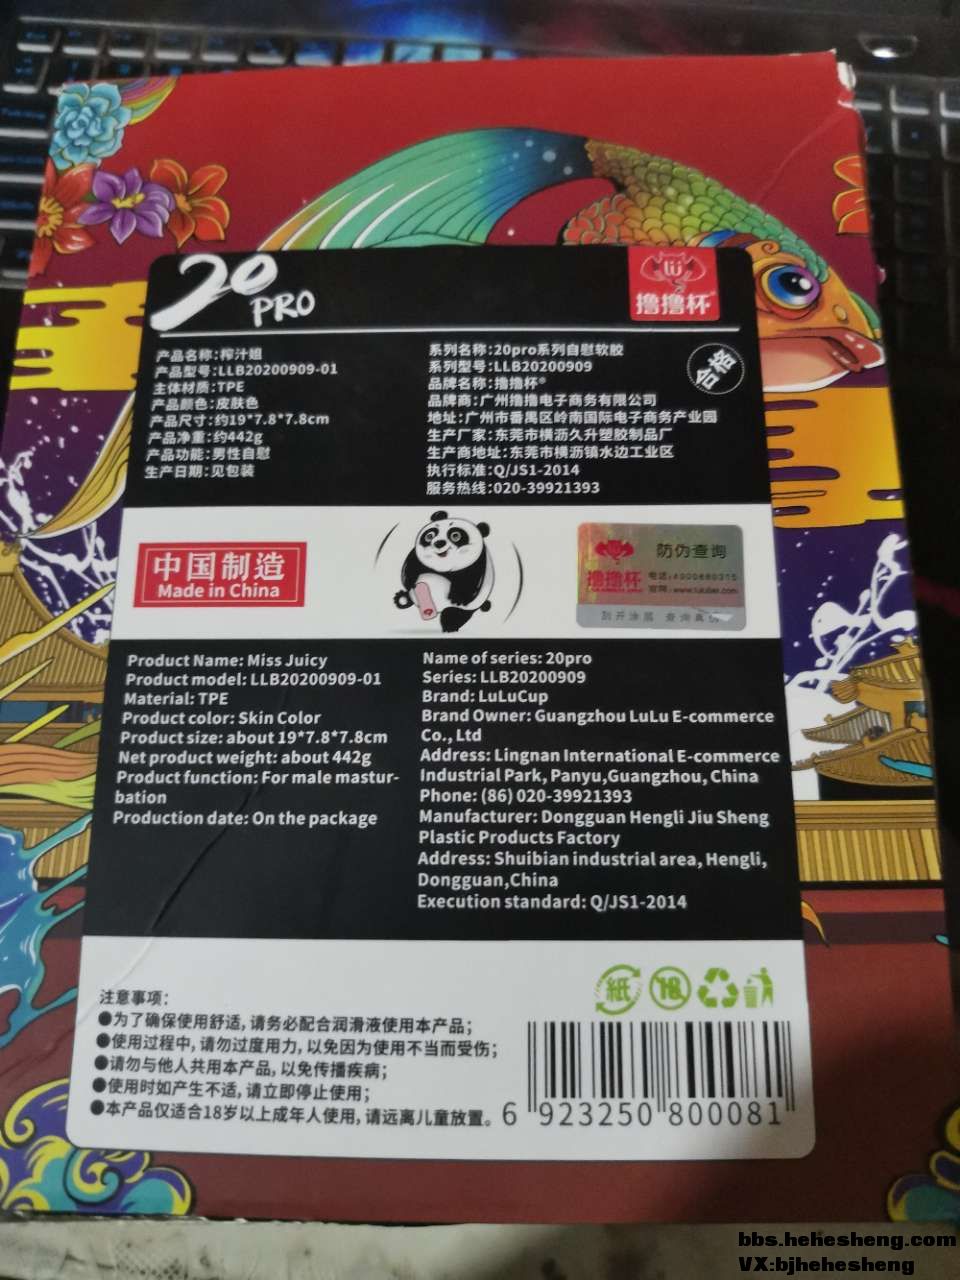 20
PRO
撸撸杯
合格
产品名称:榨汁姐
产品型号:LLB20200909-01
主体材质:TPE
产品颜色:皮肤色
产品尺寸:约19*7.8*7.8cm
产品净重:约442g
产品功能:男性自慰
生产日期:见包装
系列名称:20pro系列自慰软胶
系列型号:LLB20200909
品牌名称:撸撸杯®
品牌商:广州撸撸电子商务有限公司
地址:广州市番禺区岭南国际电子商务产业园
生产厂家:东莞市横沥久升塑胶制品厂
生产商地址:东莞市横沥镇水边工业区
执行标准:Q/JS1-2014
服务热线:020-39921393
中国制造
Made in China
防伪查询
撸撸杯
电话:4000880315
官网:www.lulubei.com
刮开涂层 查询真伪
Product Name: Miss Juicy
Product model: LLB20200909-01
Material: TPE
Product color: Skin Color
Product size: about 19*7.8*7.8cm
Net product weight: about 442g
Product function: For male mastur-
bation
Production date: On the package
Name of series: 20pro
Series: LLB20200909
Brand: LuLuCup
Brand Owner: Guangzhou LuLu E-commerce
Co., Ltd
Address: Lingnan International E-commerce
Industrial Park, Panyu,Guangzhou, China
Phone: (86) 020-39921393
Manufacturer: Dongguan Hengli Jiu Sheng
Plastic Products Factory
Address: Shuibian industrial area, Hengli,
Dongguan,China
Execution standard: Q/JS1-2014
紙
18
注意事项:
●为了确保使用舒适,请务必配合润滑液使用本产品;
●使用过程中,请勿过度用力,以免因为使用不当而受伤;
●请勿与他人共用本产品,以免传播疾病;
●使用时如产生不适,请立即停止使用;
●本产品仅适合18岁以上成年人使用,请远离儿童放置。
6 923250 800081
bbs.hehesheng.com
VX:bjhehesheng